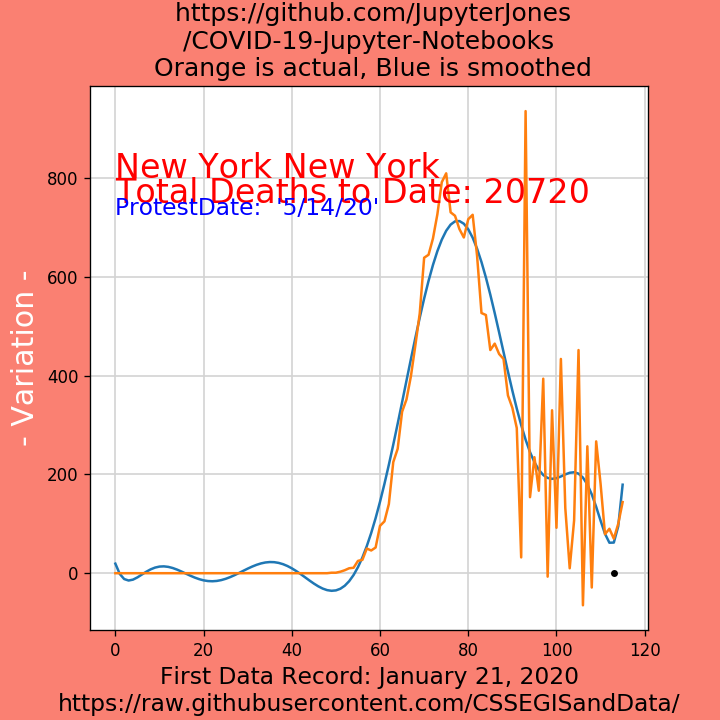 https://github.com/JupyterJones
/COVID-19-Jupyter-Notebooks
Orange is actual, Blue is smoothed
New York New York
Total Deaths to Date: 20720
ProtestDate: '5/14/20'
- Variation -
800
600
400
200
0
0 20 40 60 80 100 120
First Data Record: January 21, 2020
https://raw.githubusercontent.com/CSSEGISandData/